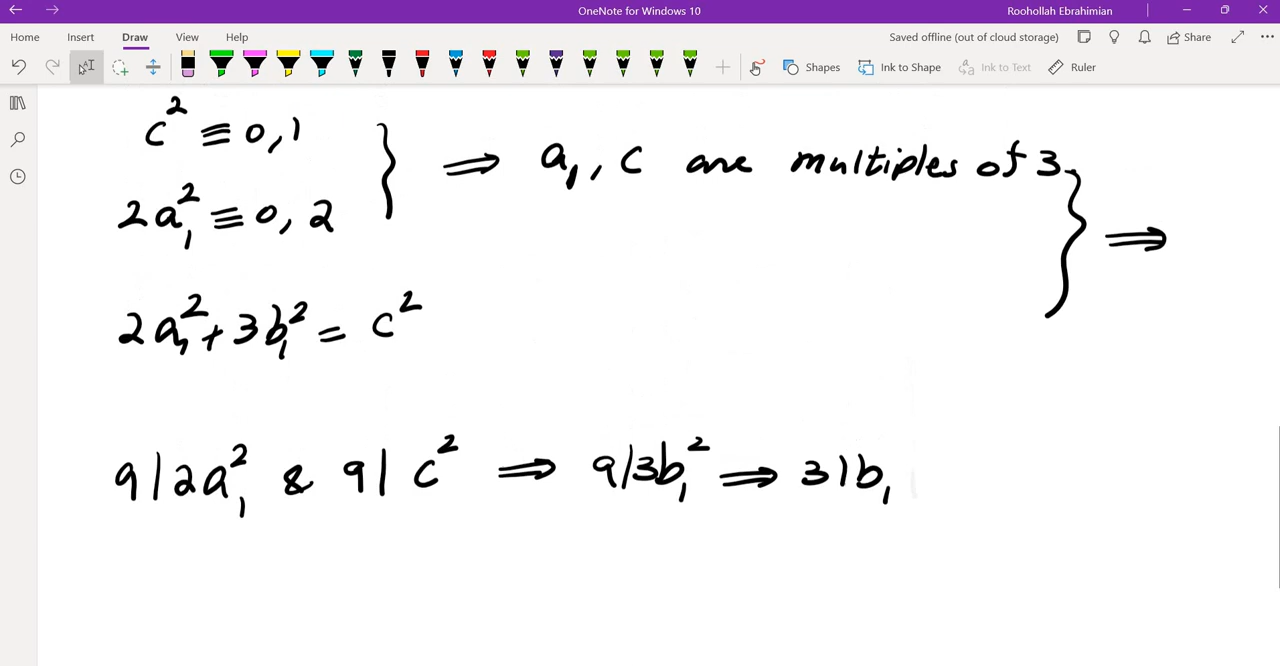 OneNote for Windows 10
Roohollah Ebrahimian
Home Insert Draw View Help
Saved offline (out of cloud storage)
Share
Shapes
Ink to Shape
Ink to Text
Ruler
c² ≡ 0, 1
2a₁² ≡ 0, 2
} ⟹ a₁, c are multiples of 3. } ⟹
2a₁² + 3b₁² = c²
9|2a₁² & 9|c² ⟹ 9|3b₁² ⟹ 3|b₁